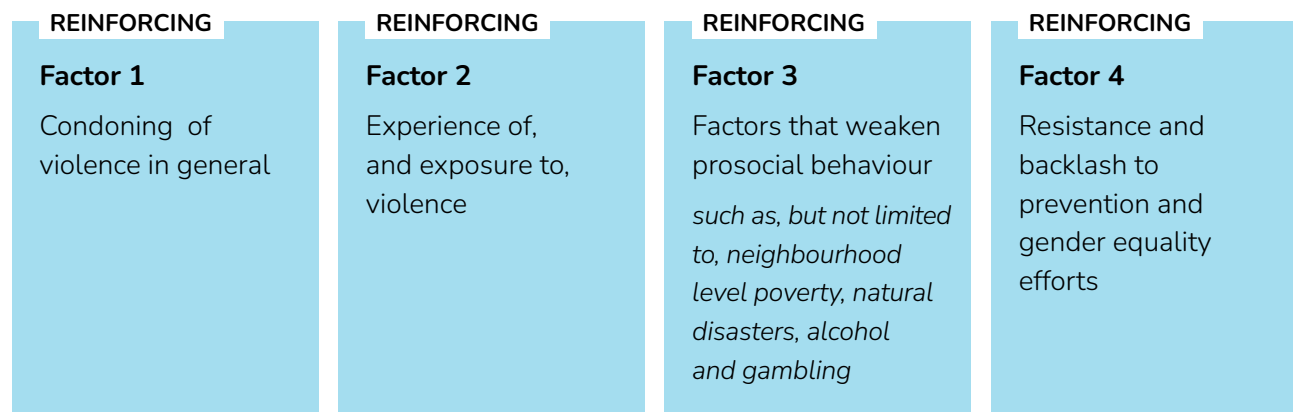 REINFORCING
Factor 1
Condoning of
violence in general
REINFORCING
Factor 2
Experience of,
and exposure to,
violence
REINFORCING
Factor 3
Factors that weaken
prosocial behaviour
such as, but not limited
to, neighbourhood
level poverty, natural
disasters, alcohol
and gambling
REINFORCING
Factor 4
Resistance and
backlash to
prevention and
gender equality
efforts